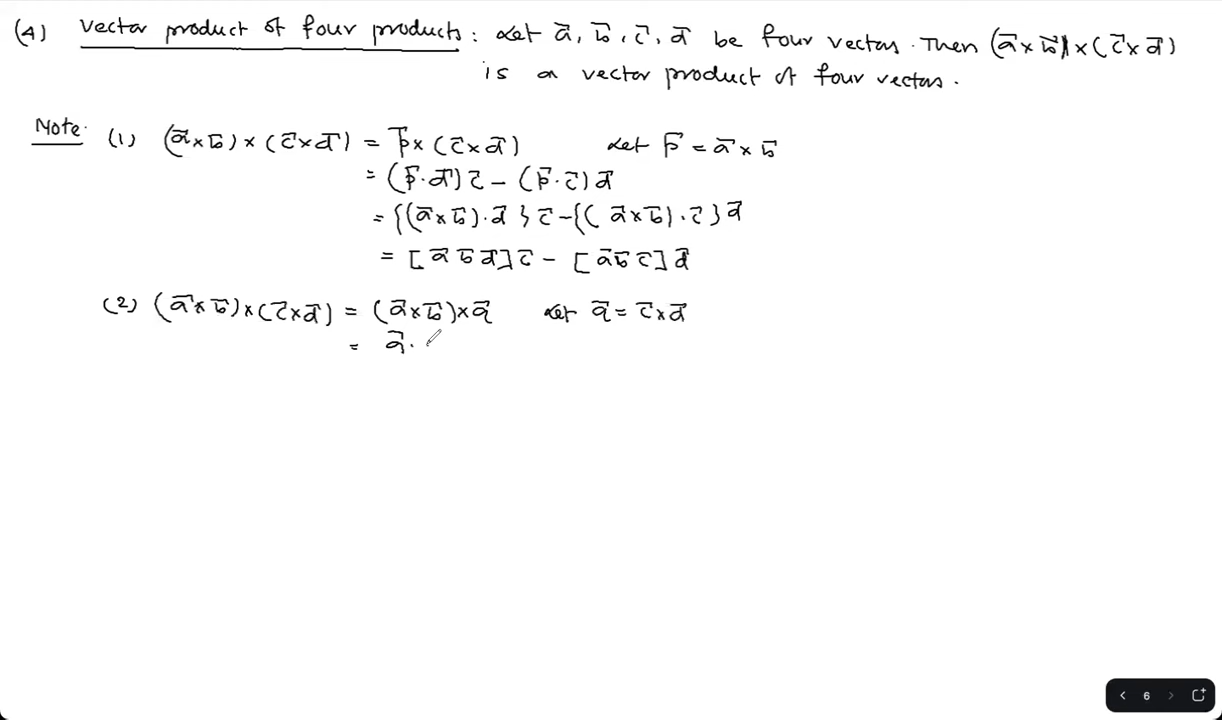 (4) Vector product of four products: Let a⃗, b⃗, c⃗, d⃗ be four vectors. Then (a⃗×b⃗)×(c⃗×d⃗)
is a vector product of four vectors.
Note: (1) (a⃗×b⃗)×(c⃗×d⃗) = p⃗×(c⃗×d⃗) Let p⃗ = a⃗×b⃗
= (p⃗·d⃗)c⃗ − (p⃗·c⃗)d⃗
= {(a⃗×b⃗)·d⃗}c⃗ − {(a⃗×b⃗)·c⃗}d⃗
= [a⃗ b⃗ d⃗]c⃗ − [a⃗ b⃗ c⃗]d⃗
(2) (a⃗×b⃗)×(c⃗×d⃗) = (a⃗×b⃗)×q⃗ Let q⃗ = c⃗×d⃗
= q⃗·
6